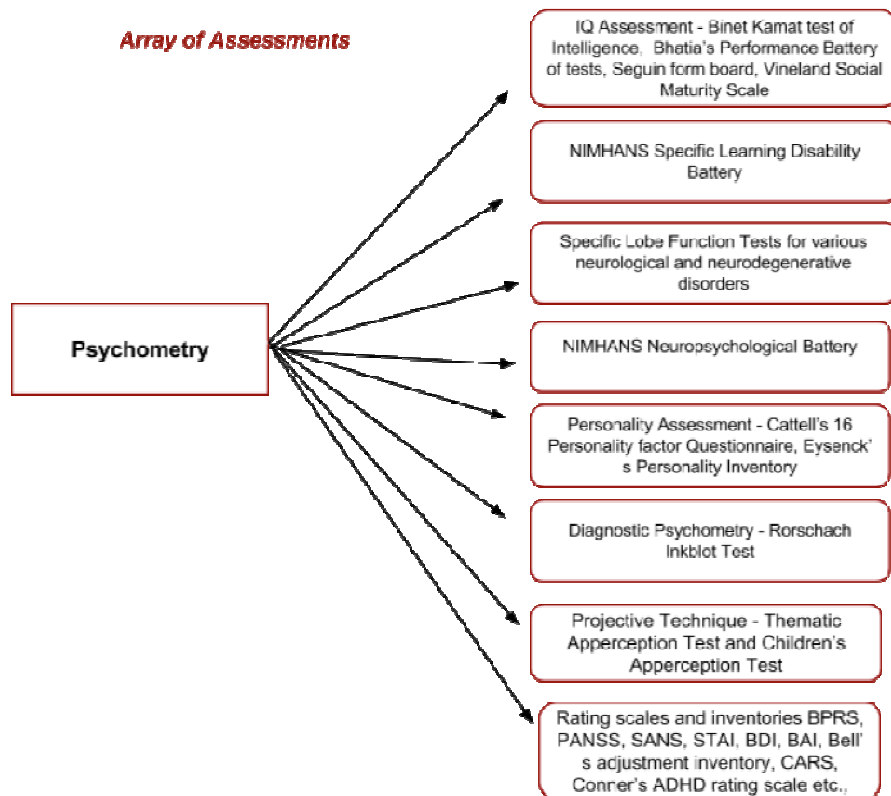 Array of Assessments
IQ Assessment - Binet Kamat test of
Intelligence, Bhatia's Performance Battery
of tests, Seguin form board, Vineland Social
Maturity Scale
NIMHANS Specific Learning Disability
Battery
Specific Lobe Function Tests for various
neurological and neurodegenerative
disorders
Psychometry
NIMHANS Neuropsychological Battery
Personality Assessment - Cattell's 16
Personality factor Questionnaire, Eysenck'
s Personality Inventory
Diagnostic Psychometry - Rorschach
Inkblot Test
Projective Technique - Thematic
Apperception Test and Children's
Apperception Test
Rating scales and inventories BPRS,
PANSS, SANS, STAI, BDI, BAI, Bell'
s adjustment inventory, CARS,
Conner's ADHD rating scale etc.,